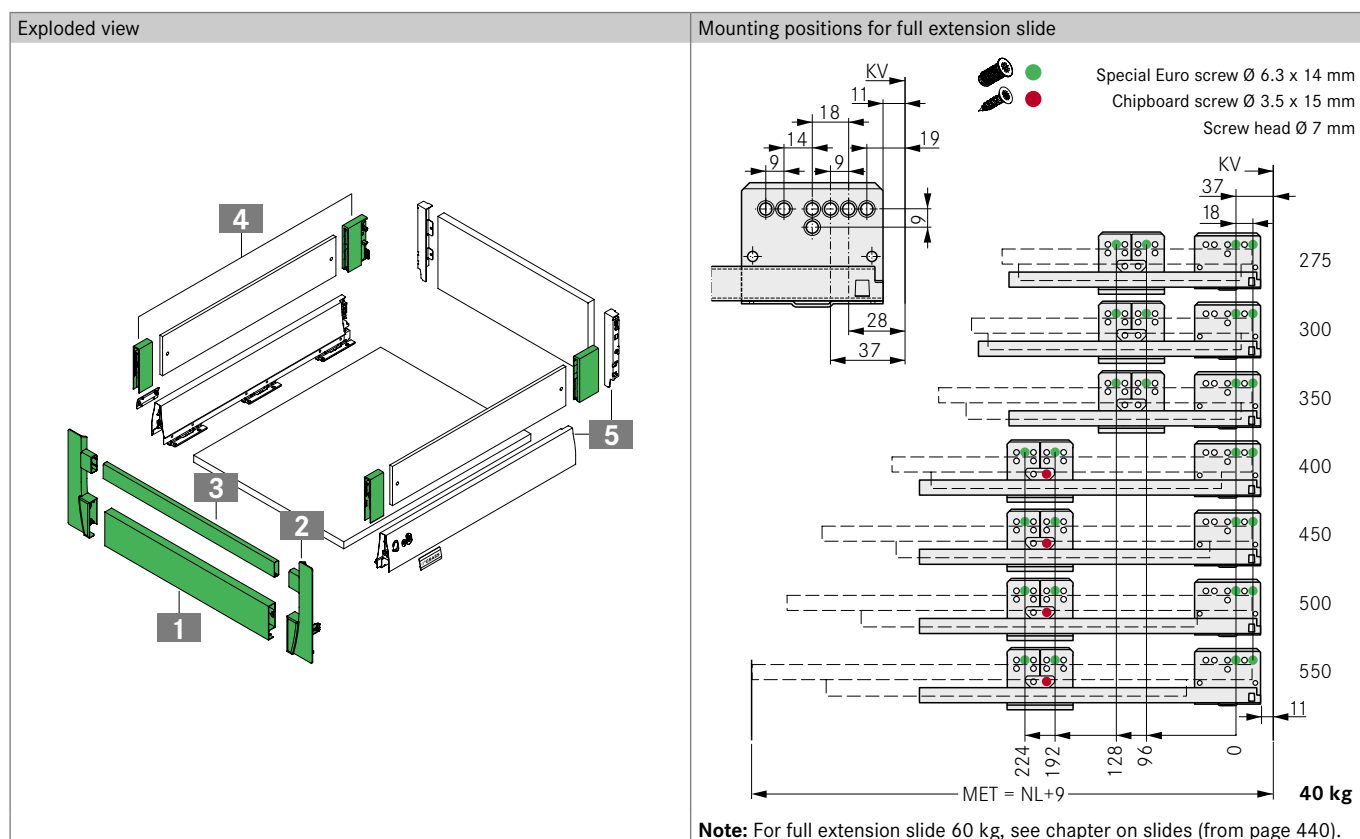 Exploded view
4
5
3
2
1
Mounting positions for full extension slide
KV
11
18
14
19
9
9
9
28
37
Special Euro screw Ø 6.3 x 14 mm
Chipboard screw Ø 3.5 x 15 mm
Screw head Ø 7 mm
KV
37
18
275
300
350
400
450
500
550
11
224
192
128
96
0
MET = NL+9
40 kg
Note: For full extension slide 60 kg, see chapter on slides (from page 440).